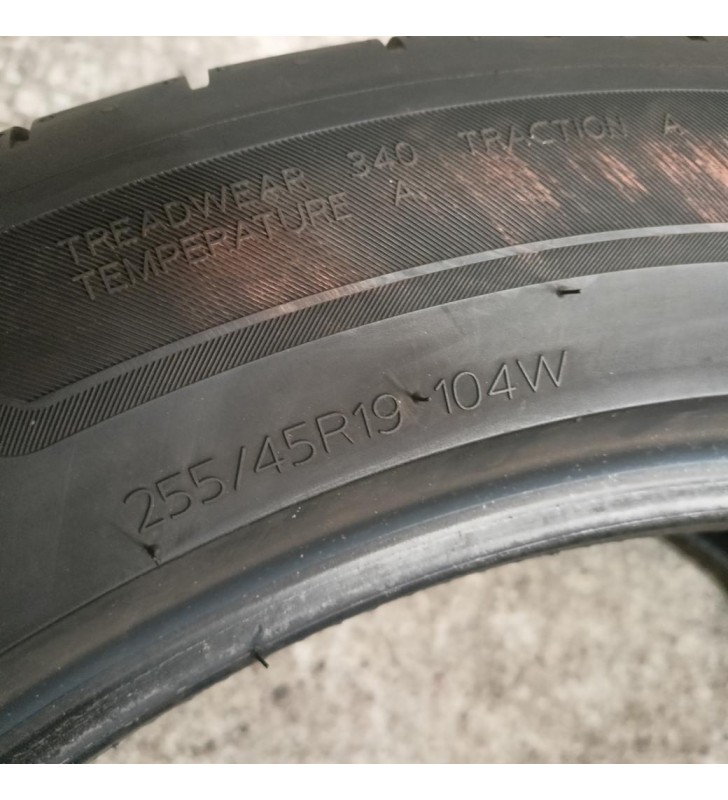 TREADWEAR 340 TRACTION A
TEMPERATURE A
255/45R19 104W